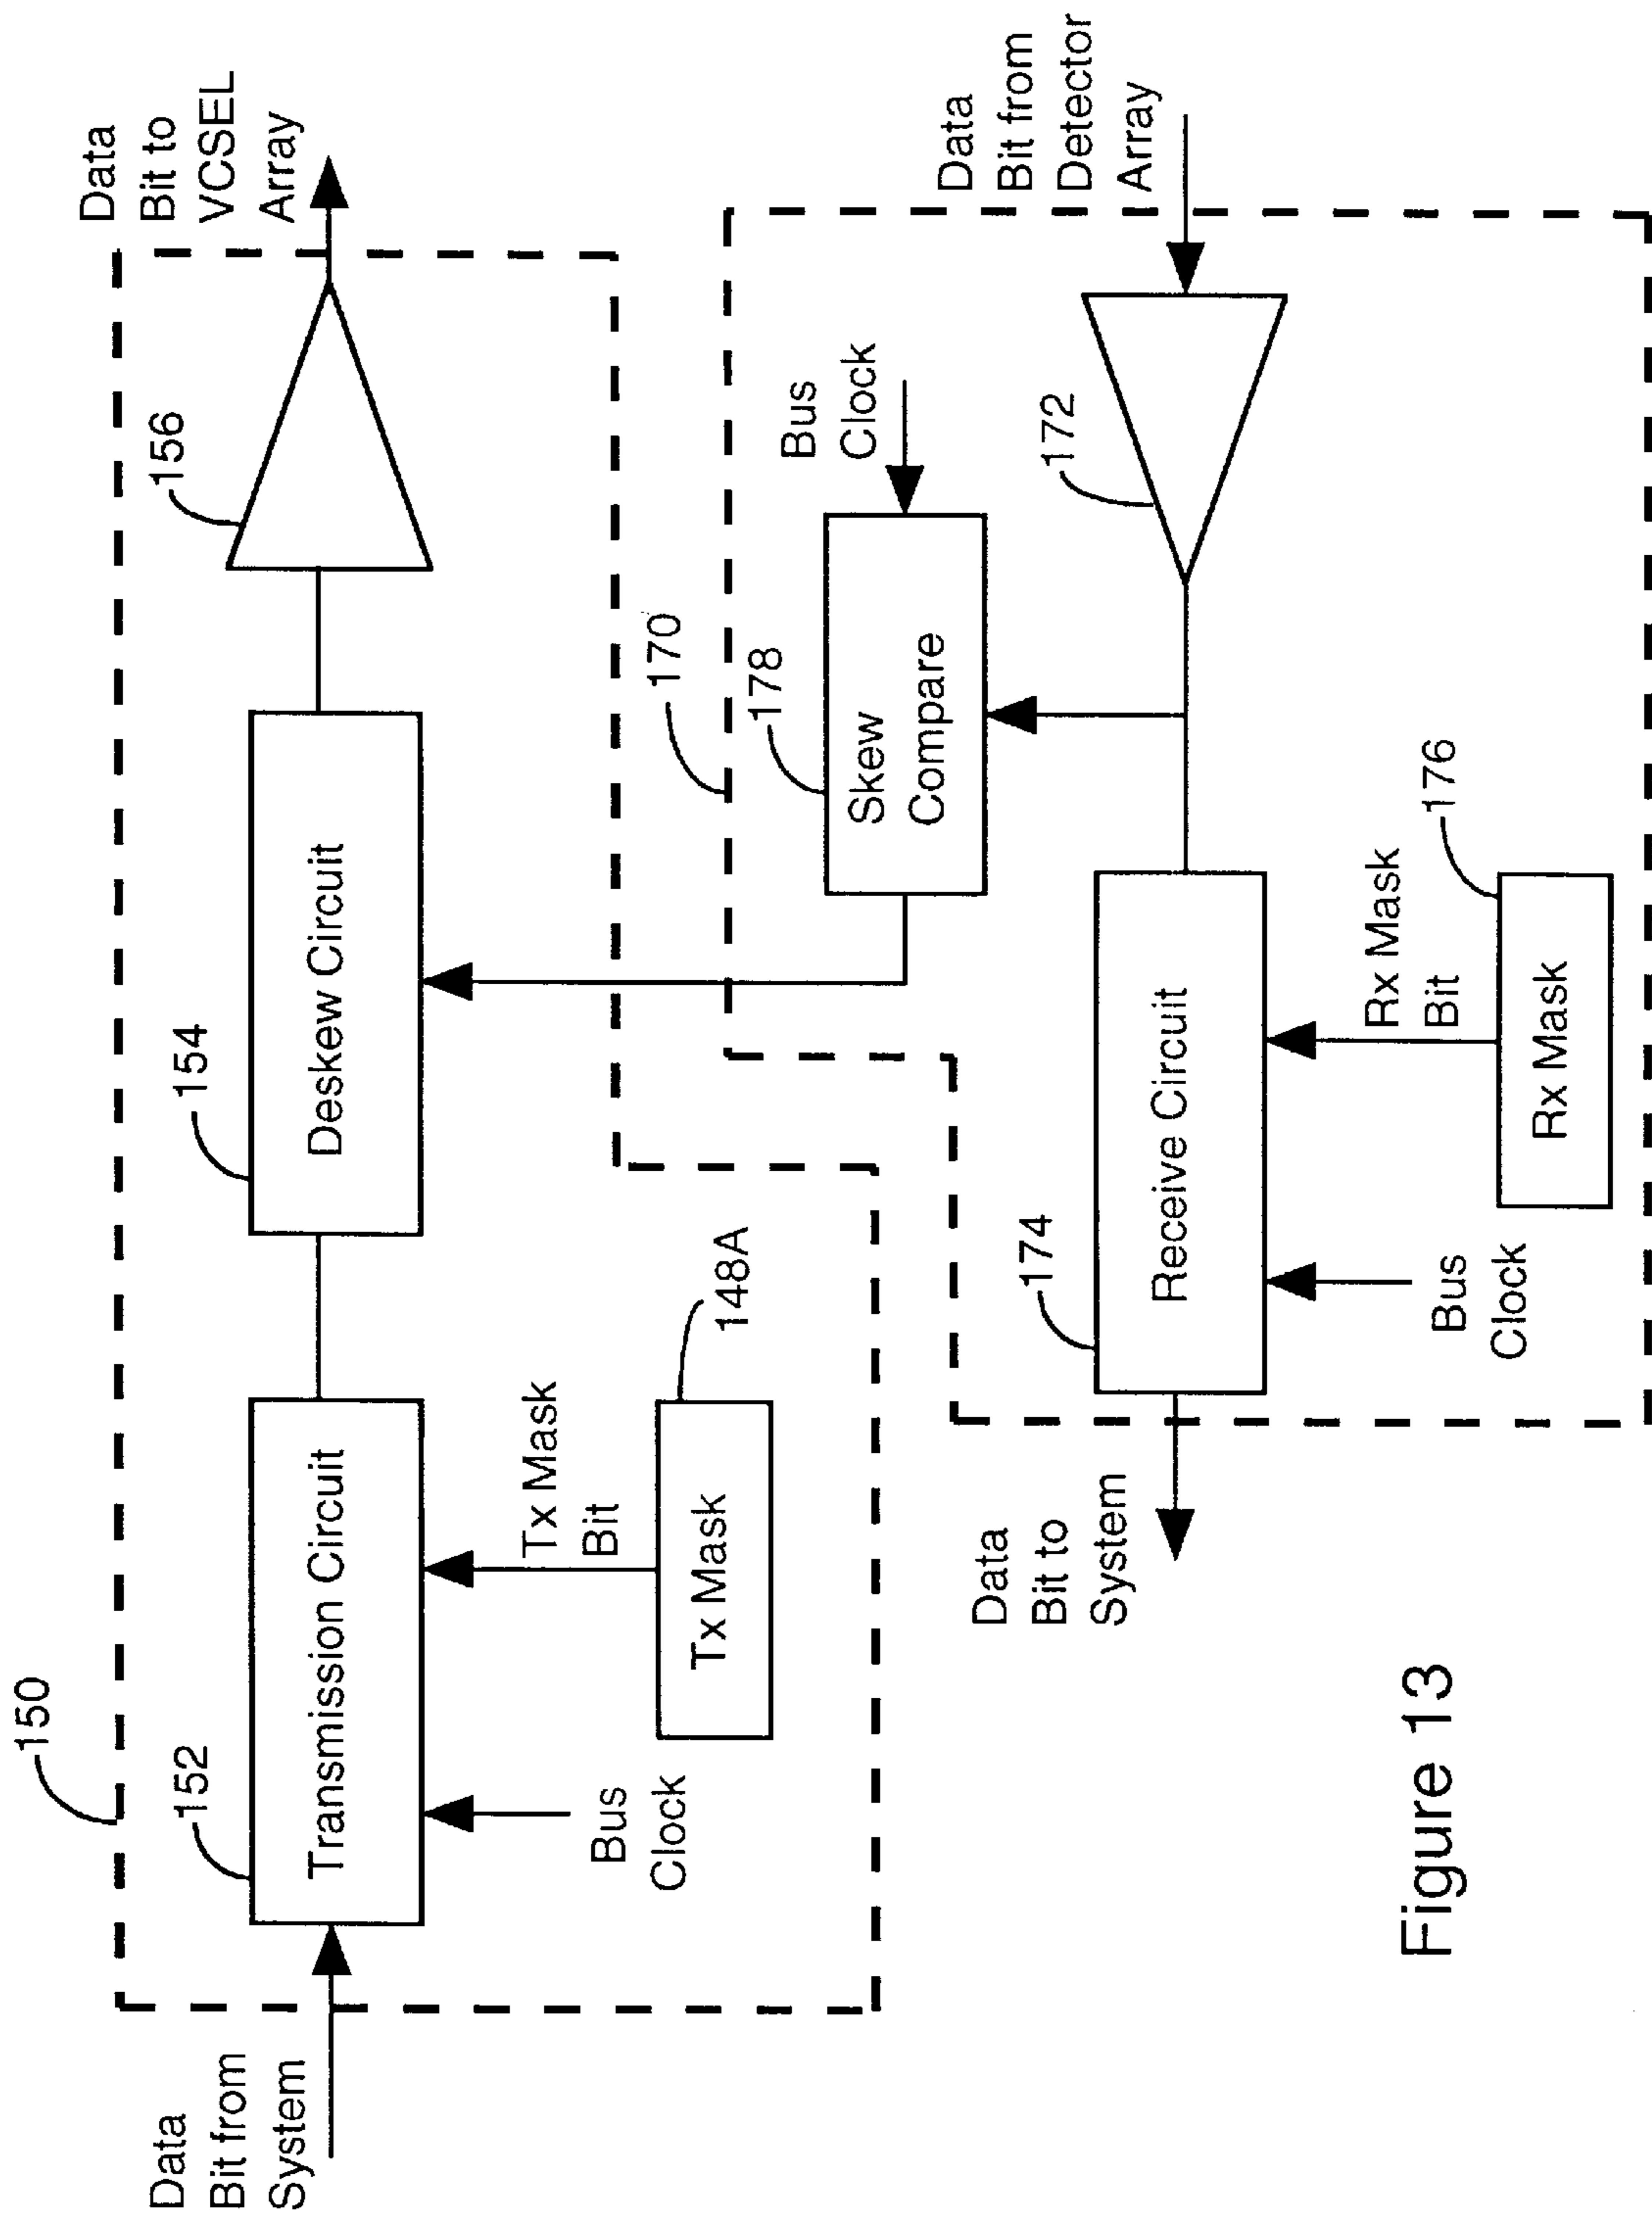 150
Data
Bit to
VCSEL
Array
152
154
156
Data
Bit from
System
Transmission Circuit
Deskew Circuit
Tx Mask
Bit
Bus
Clock
Tx Mask
148A
170
178
Skew
Compare
Bus
Clock
Data
Bit from
Detector
Array
172
174
Data
Bit to
System
Receive Circuit
Rx Mask
Bit
176
Bus
Clock
Rx Mask
Figure 13